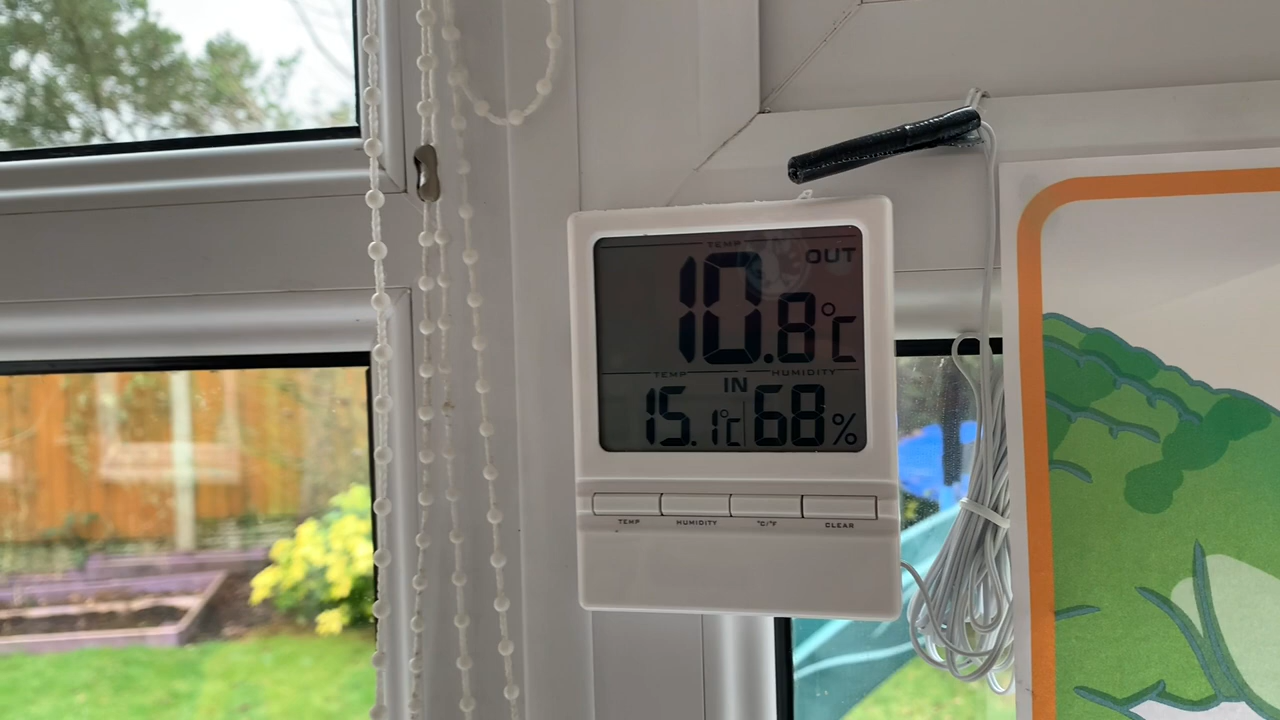 TEMP
OUT
10.8°C
TEMP IN HUMIDITY
15.1°C 68%
TEMP HUMIDITY °C/°F CLEAR